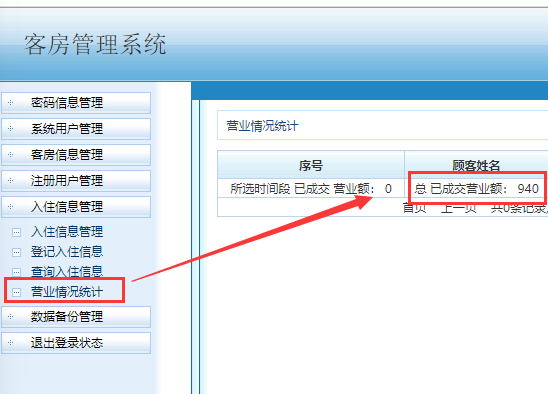 客房管理系统
密码信息管理
系统用户管理
客房信息管理
注册用户管理
入住信息管理
入住信息管理
登记入住信息
查询入住信息
营业情况统计
数据备份管理
退出登录状态
营业情况统计
序号 顾客姓名
所选时间段 已成交 营业额: 0 总 已成交营业额: 940
首页 上一页 共0条记录